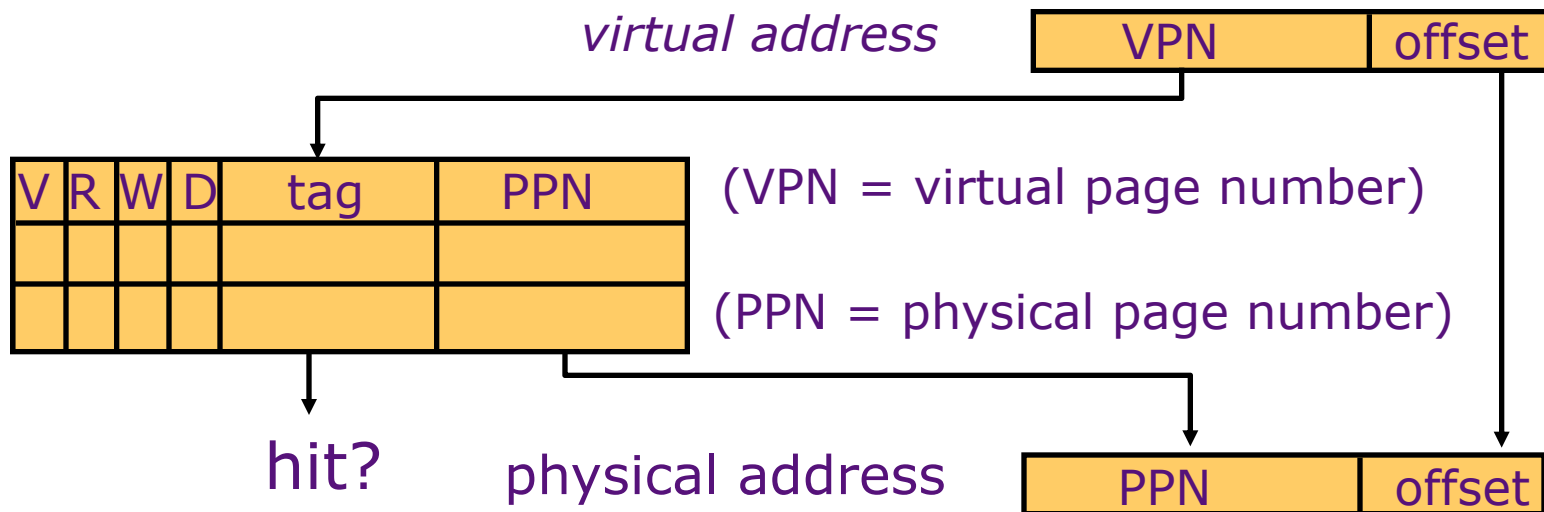 virtual address VPN offset
V R W D tag PPN (VPN = virtual page number)
(PPN = physical page number)
hit? physical address PPN offset